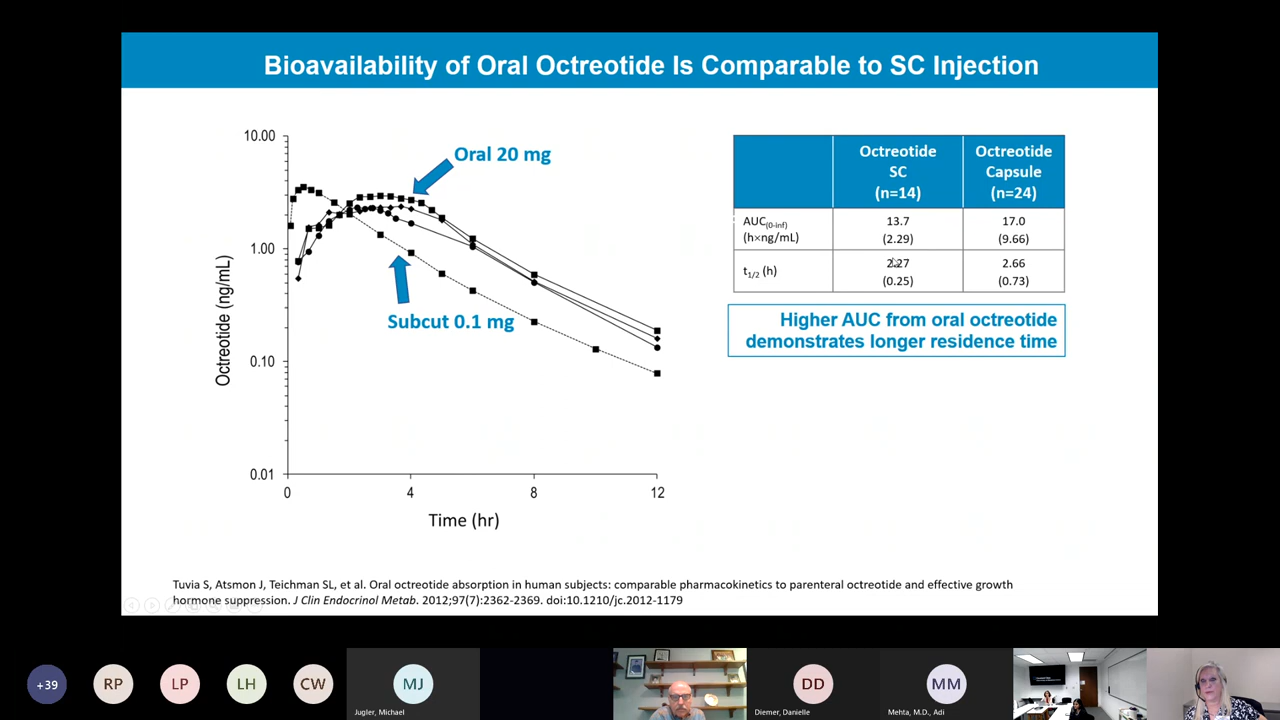 Bioavailability of Oral Octreotide Is Comparable to SC Injection
10.00
1.00
0.10
0.01
Octreotide (ng/mL)
Oral 20 mg
Subcut 0.1 mg
0
4
8
12
Time (hr)
Octreotide SC (n=14)
Octreotide Capsule (n=24)
AUC(0-inf) (h×ng/mL)
13.7 (2.29)
17.0 (9.66)
t1/2 (h)
2.27 (0.25)
2.66 (0.73)
Higher AUC from oral octreotide
demonstrates longer residence time
Tuvia S, Atsmon J, Teichman SL, et al. Oral octreotide absorption in human subjects: comparable pharmacokinetics to parenteral octreotide and effective growth
hormone suppression. J Clin Endocrinol Metab. 2012;97(7):2362-2369. doi:10.1210/jc.2012-1179
+39
RP
LP
LH
CW
MJ
Jugler, Michael
DD
Diemer, Danielle
MM
Mehta, M.D., Adi